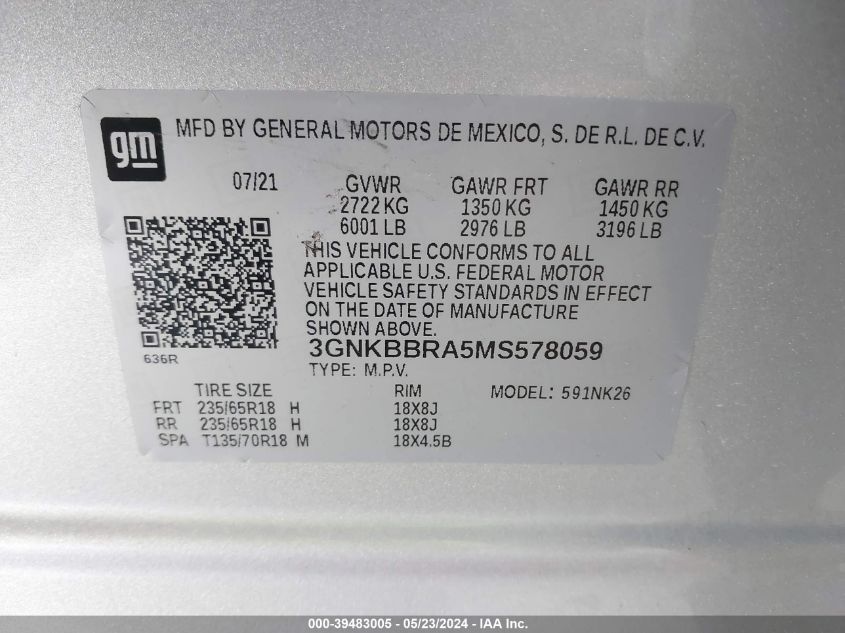 gm
MFD BY GENERAL MOTORS DE MEXICO, S. DE R.L. DE C.V.
07/21 GVWR GAWR FRT GAWR RR
2722 KG 1350 KG 1450 KG
6001 LB 2976 LB 3196 LB
THIS VEHICLE CONFORMS TO ALL
APPLICABLE U.S. FEDERAL MOTOR
VEHICLE SAFETY STANDARDS IN EFFECT
ON THE DATE OF MANUFACTURE
SHOWN ABOVE.
636R
3GNKBBRA5MS578059
TYPE: M.P.V.
TIRE SIZE RIM MODEL: 591NK26
FRT 235/65R18 H 18X8J
RR 235/65R18 H 18X8J
SPA T135/70R18 M 18X4.5B
000-39483005 - 05/23/2024 - IAA Inc.